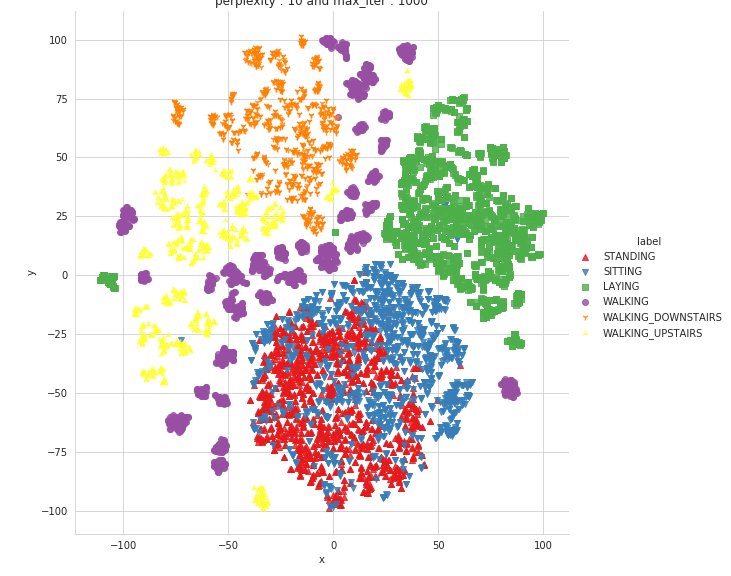 perplexity : 10 and max_iter : 1000
100
75
50
25
0
−25
−50
−75
−100
y
−100
−50
0
50
100
x
label
STANDING
SITTING
LAYING
WALKING
WALKING_DOWNSTAIRS
WALKING_UPSTAIRS